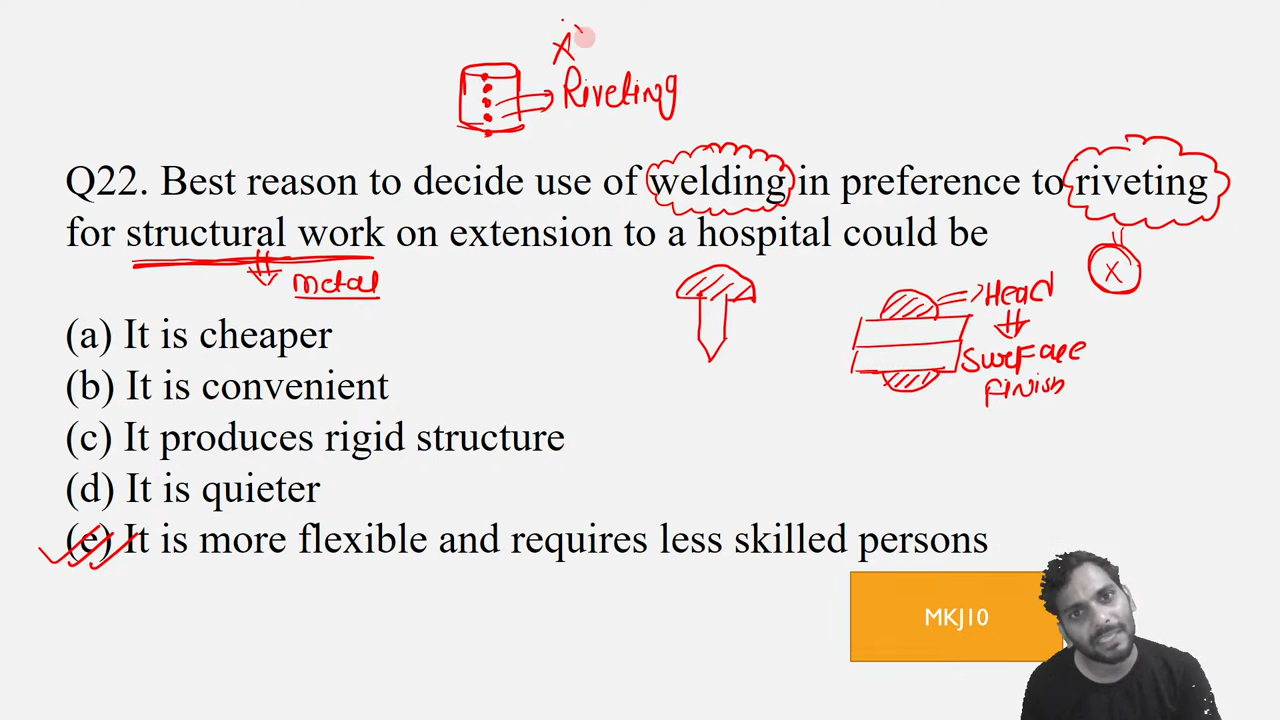 X
Riveting
Q22. Best reason to decide use of welding in preference to riveting
for structural work on extension to a hospital could be
metal
X
Head
Surface
Finish
(a) It is cheaper
(b) It is convenient
(c) It produces rigid structure
(d) It is quieter
(e) It is more flexible and requires less skilled persons
MKJ10